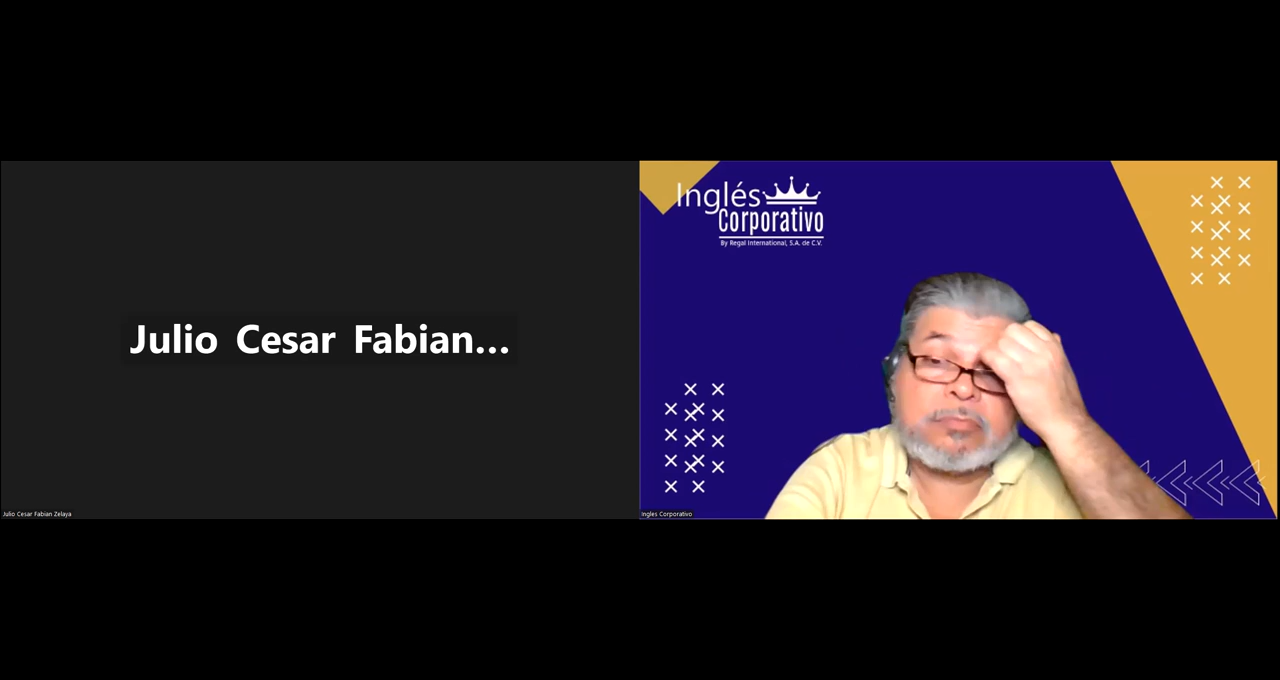 Julio Cesar Fabian...
Julio Cesar Fabian Zelaya
Inglés
Corporativo
By Regal International, S.A. de C.V.
Ingles Corporativo